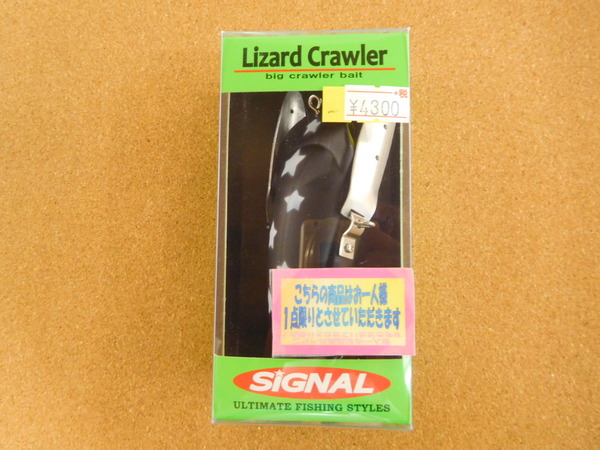 Lizard Crawler
big crawler bait
+税
¥4300
こちらの商品はお一人様
1点限りとさせていただきます
SIGNAL
ULTIMATE FISHING STYLES